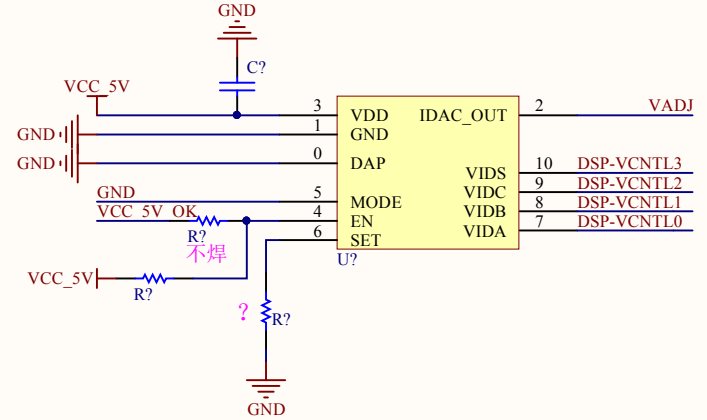 GND
C?
VCC_5V
3 VDD IDAC_OUT 2 VADJ
GND 1 GND
GND 0 DAP
VIDS 10 DSP-VCNTL3
GND 5 MODE VIDC 9 DSP-VCNTL2
VCC_5V_OK 4 EN VIDB 8 DSP-VCNTL1
R? 6 SET VIDA 7 DSP-VCNTL0
不焊 U?
VCC_5V
R?
? R?
GND